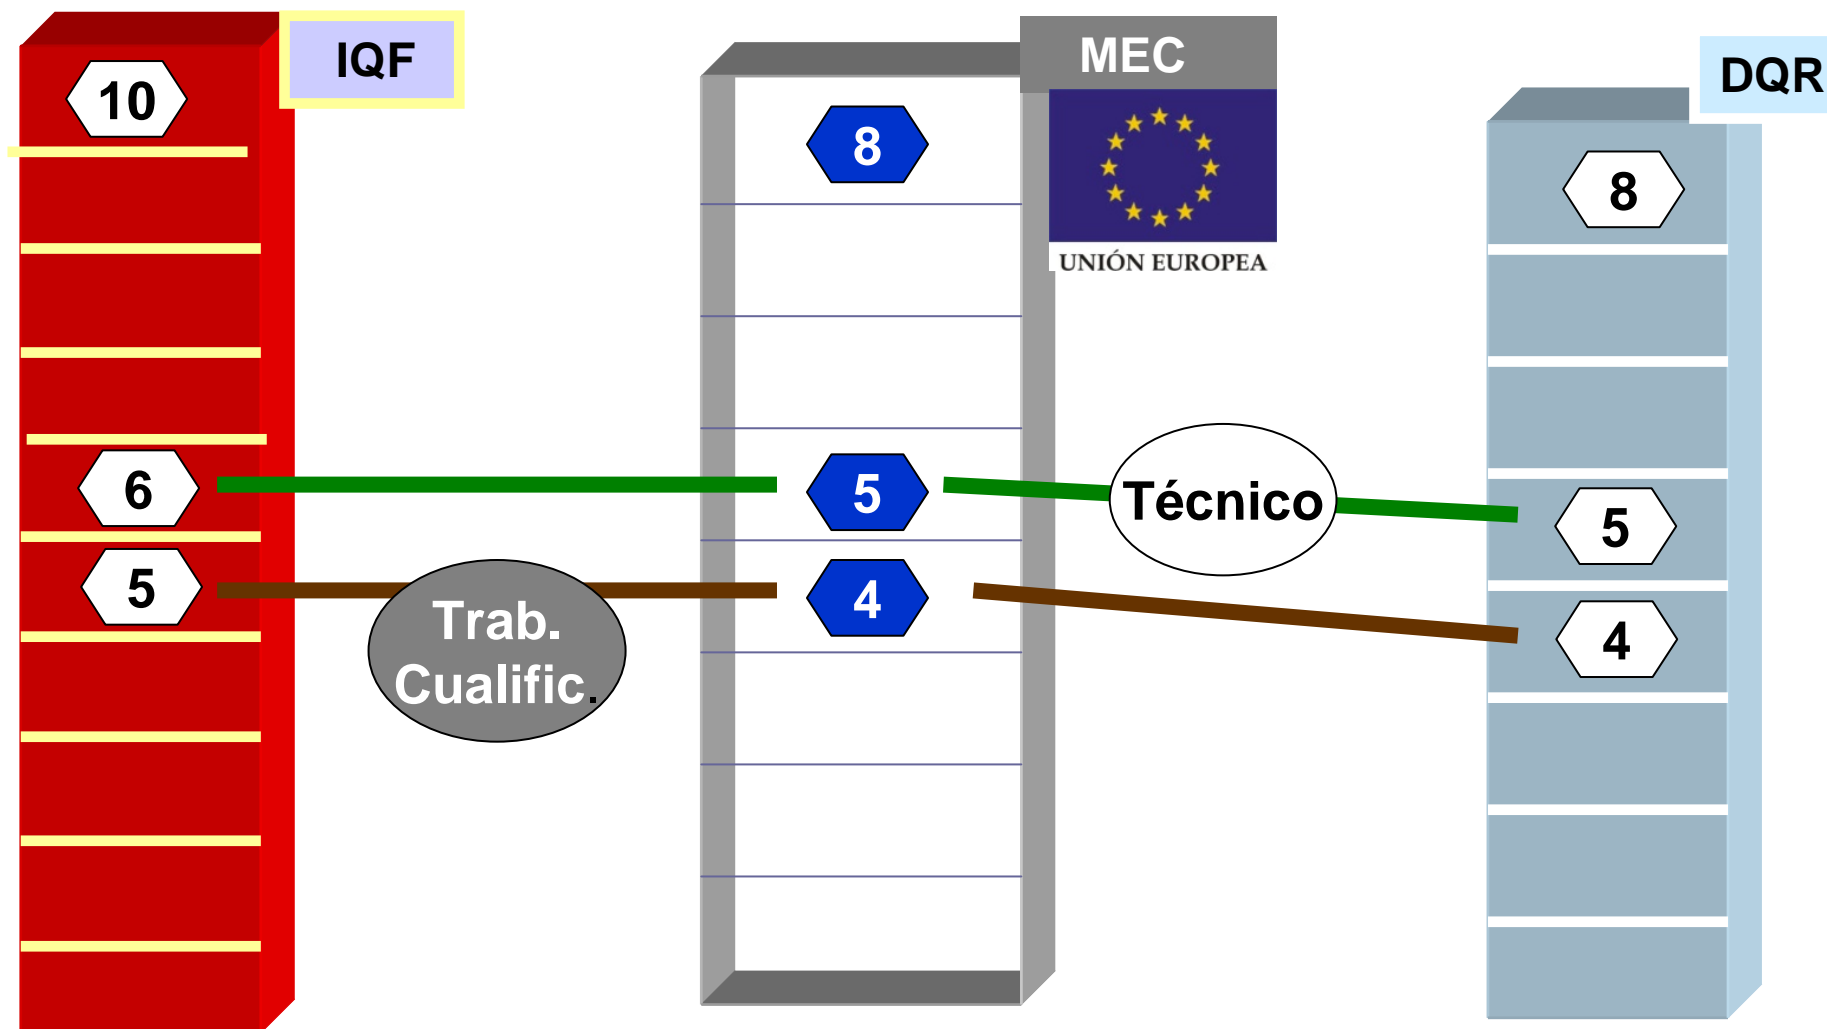 IQF
10
6
5
Trab.
Cualific.
MEC
UNIÓN EUROPEA
8
5
4
Técnico
DQR
8
5
4